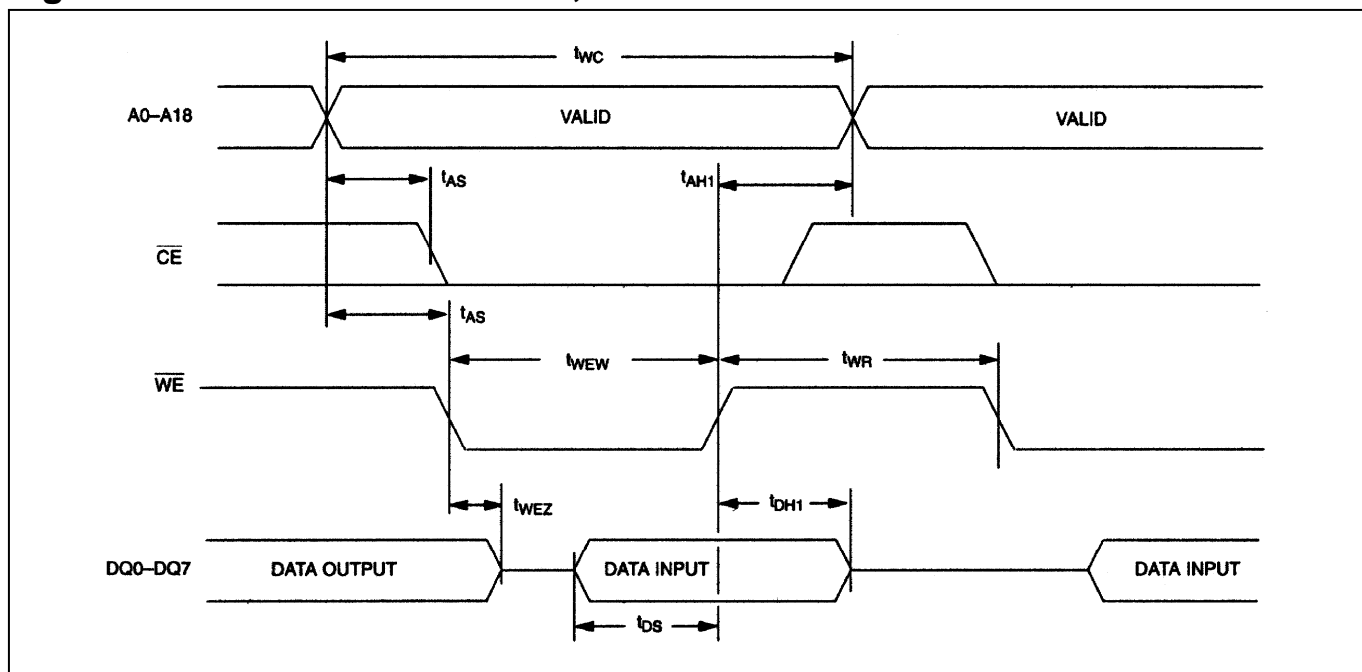 tWC
A0–A18
VALID
VALID
tAS
tAH1
CE
tAS
tWEW
tWR
WE
tWEZ
tDH1
DQ0–DQ7
DATA OUTPUT
DATA INPUT
DATA INPUT
tDS